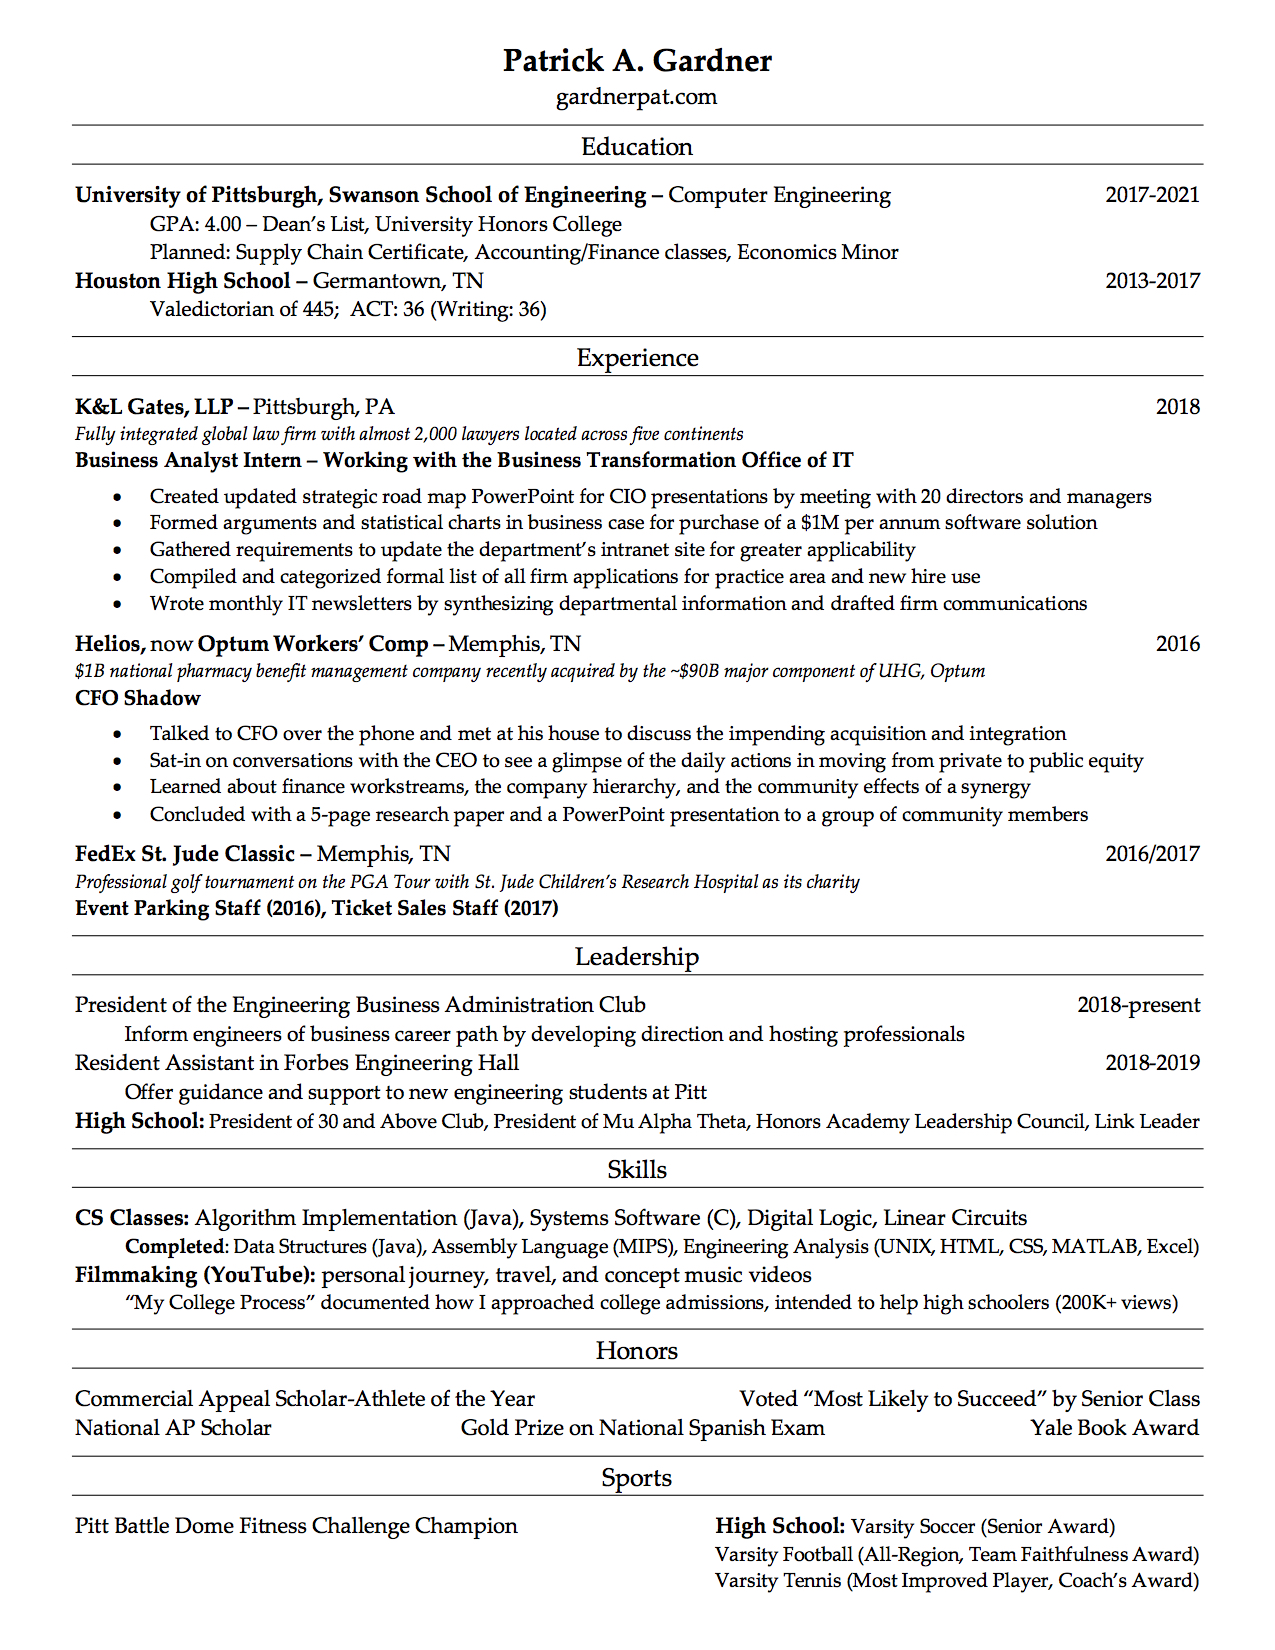 Patrick A. Gardner
gardnerpat.com
Education
University of Pittsburgh, Swanson School of Engineering – Computer Engineering 2017-2021
GPA: 4.00 – Dean's List, University Honors College
Planned: Supply Chain Certificate, Accounting/Finance classes, Economics Minor
Houston High School – Germantown, TN 2013-2017
Valedictorian of 445; ACT: 36 (Writing: 36)
Experience
K&L Gates, LLP – Pittsburgh, PA 2018
Fully integrated global law firm with almost 2,000 lawyers located across five continents
Business Analyst Intern – Working with the Business Transformation Office of IT
• Created updated strategic road map PowerPoint for CIO presentations by meeting with 20 directors and managers
• Formed arguments and statistical charts in business case for purchase of a $1M per annum software solution
• Gathered requirements to update the department's intranet site for greater applicability
• Compiled and categorized formal list of all firm applications for practice area and new hire use
• Wrote monthly IT newsletters by synthesizing departmental information and drafted firm communications
Helios, now Optum Workers' Comp – Memphis, TN 2016
$1B national pharmacy benefit management company recently acquired by the ~$90B major component of UHG, Optum
CFO Shadow
• Talked to CFO over the phone and met at his house to discuss the impending acquisition and integration
• Sat-in on conversations with the CEO to see a glimpse of the daily actions in moving from private to public equity
• Learned about finance workstreams, the company hierarchy, and the community effects of a synergy
• Concluded with a 5-page research paper and a PowerPoint presentation to a group of community members
FedEx St. Jude Classic – Memphis, TN 2016/2017
Professional golf tournament on the PGA Tour with St. Jude Children's Research Hospital as its charity
Event Parking Staff (2016), Ticket Sales Staff (2017)
Leadership
President of the Engineering Business Administration Club 2018-present
Inform engineers of business career path by developing direction and hosting professionals
Resident Assistant in Forbes Engineering Hall 2018-2019
Offer guidance and support to new engineering students at Pitt
High School: President of 30 and Above Club, President of Mu Alpha Theta, Honors Academy Leadership Council, Link Leader
Skills
CS Classes: Algorithm Implementation (Java), Systems Software (C), Digital Logic, Linear Circuits
Completed: Data Structures (Java), Assembly Language (MIPS), Engineering Analysis (UNIX, HTML, CSS, MATLAB, Excel)
Filmmaking (YouTube): personal journey, travel, and concept music videos
“My College Process” documented how I approached college admissions, intended to help high schoolers (200K+ views)
Honors
Commercial Appeal Scholar-Athlete of the Year Voted “Most Likely to Succeed” by Senior Class
National AP Scholar Gold Prize on National Spanish Exam Yale Book Award
Sports
Pitt Battle Dome Fitness Challenge Champion High School: Varsity Soccer (Senior Award)
Varsity Football (All-Region, Team Faithfulness Award)
Varsity Tennis (Most Improved Player, Coach's Award)